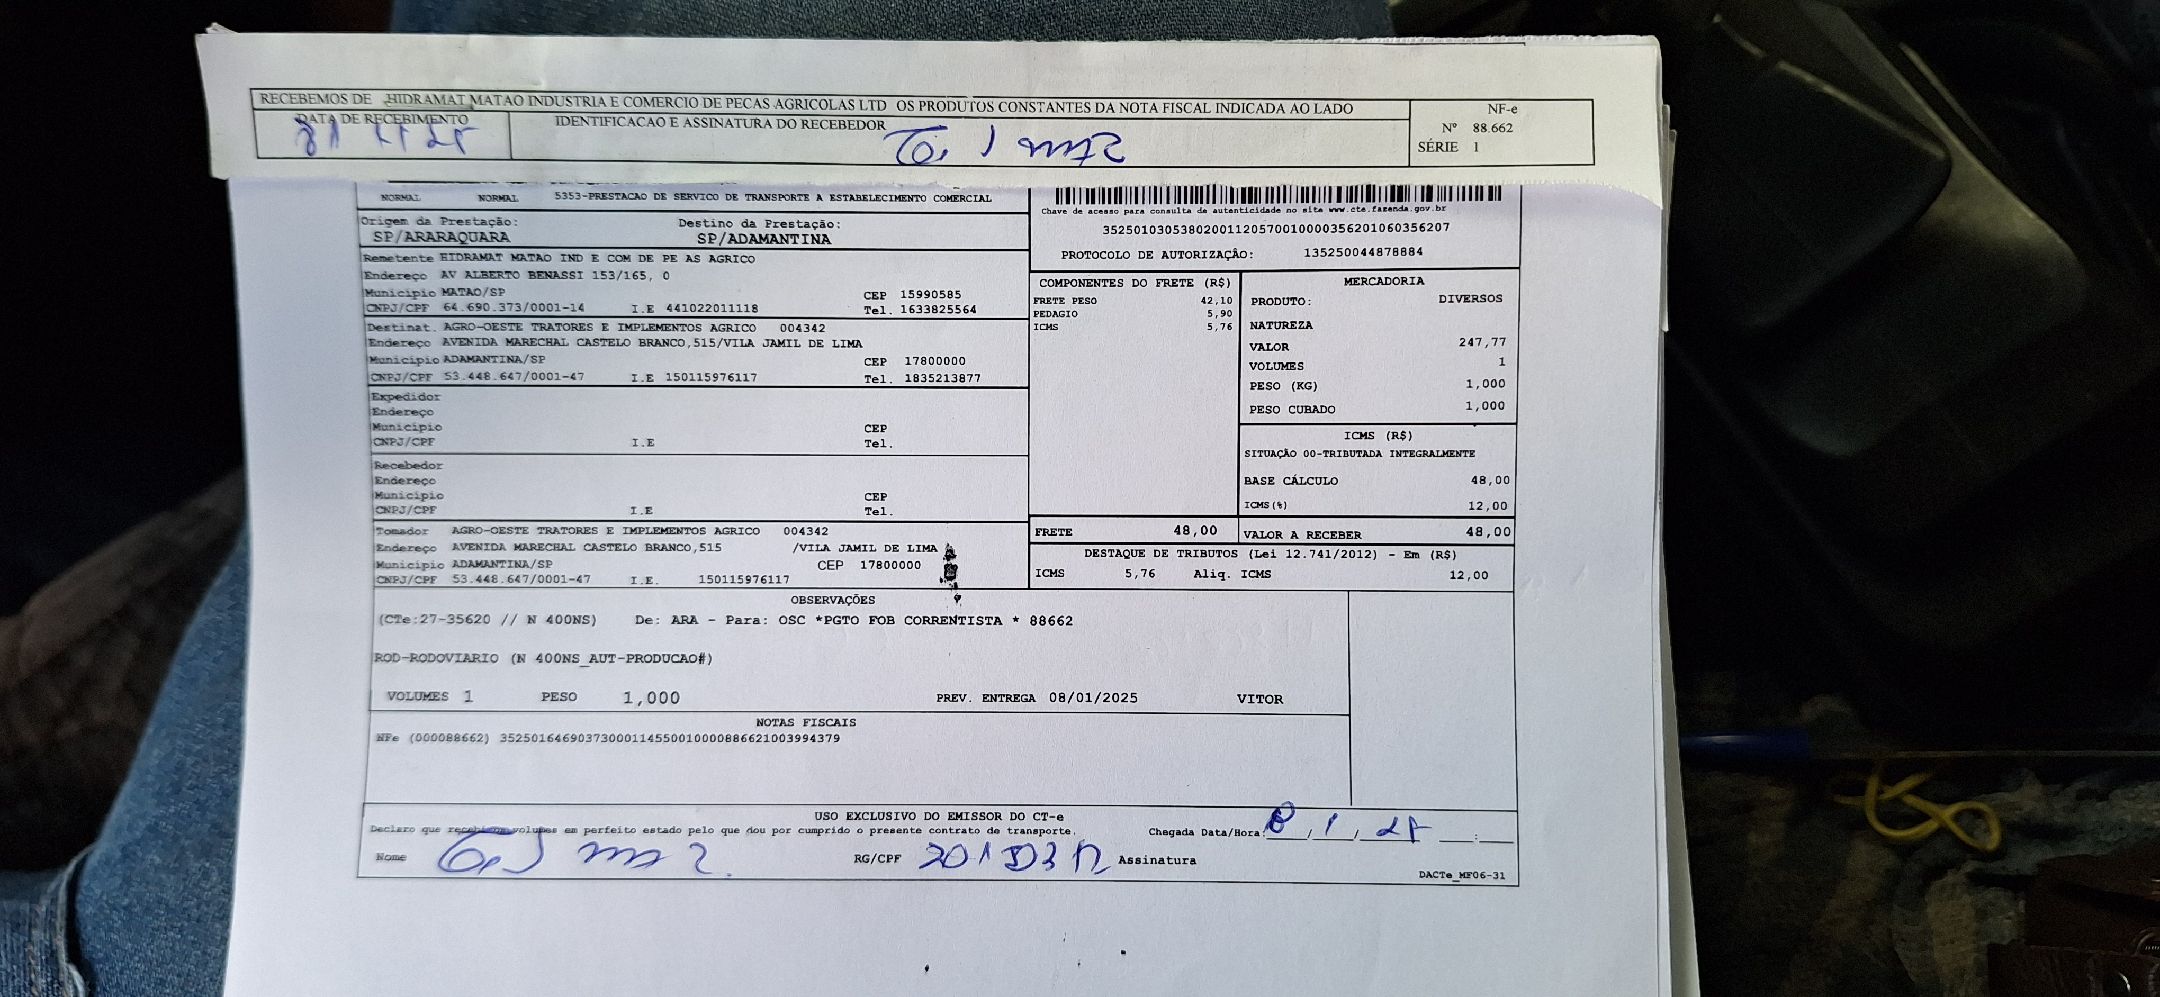 RECEBEMOS DE HIDRAMAT MATAO INDUSTRIA E COMERCIO DE PECAS AGRICOLAS LTD OS PRODUTOS CONSTANTES DA NOTA FISCAL INDICADA AO LADO
DATA DE RECEBIMENTO
IDENTIFICACAO E ASSINATURA DO RECEBEDOR
NF-e
Nº 88.662
SÉRIE 1
NORMAL NORMAL 5353-PRESTACAO DE SERVICO DE TRANSPORTE A ESTABELECIMENTO COMERCIAL
Origem da Prestação: Destino da Prestação:
SP/ARARAQUARA SP/ADAMANTINA
Chave de acesso para consulta de autenticidade no site www.cte.fazenda.gov.br
35250103053802001120570010000356201060356207
PROTOCOLO DE AUTORIZAÇÂO: 135250044878884
Remetente HIDRAMAT MATAO IND E COM DE PE AS AGRICO
Endereço AV ALBERTO BENASSI 153/165, 0
Municipio MATAO/SP CEP 15990585
CNPJ/CPF 64.690.373/0001-14 I.E 441022011118 Tel. 1633825564
Destinat. AGRO-OESTE TRATORES E IMPLEMENTOS AGRICO 004342
Endereço AVENIDA MARECHAL CASTELO BRANCO,515/VILA JAMIL DE LIMA
Municipio ADAMANTINA/SP CEP 17800000
CNPJ/CPF 53.448.647/0001-47 I.E 150115976117 Tel. 1835213877
Expedidor
Endereço
Municipio CEP
CNPJ/CPF I.E Tel.
Recebedor
Endereço
Municipio CEP
CNPJ/CPF I.E Tel.
Tomador AGRO-OESTE TRATORES E IMPLEMENTOS AGRICO 004342
Endereço AVENIDA MARECHAL CASTELO BRANCO,515 /VILA JAMIL DE LIMA
Municipio ADAMANTINA/SP CEP 17800000
CNPJ/CPF 53.448.647/0001-47 I.E. 150115976117
COMPONENTES DO FRETE (R$)
FRETE PESO 42,10
PEDAGIO 5,90
ICMS 5,76
MERCADORIA
PRODUTO: DIVERSOS
NATUREZA
VALOR 247,77
VOLUMES 1
PESO (KG) 1,000
PESO CUBADO 1,000
ICMS (R$)
SITUAÇÃO 00-TRIBUTADA INTEGRALMENTE
BASE CÁLCULO 48,00
ICMS(%) 12,00
FRETE 48,00 VALOR A RECEBER 48,00
DESTAQUE DE TRIBUTOS (Lei 12.741/2012) - Em (R$)
ICMS 5,76 Aliq. ICMS 12,00
OBSERVAÇÕES
(CTe:27-35620 // N 400NS) De: ARA - Para: OSC *PGTO FOB CORRENTISTA * 88662
ROD-RODOVIARIO (N 400NS_AUT-PRODUCAO#)
VOLUMES 1 PESO 1,000 PREV. ENTREGA 08/01/2025 VITOR
NOTAS FISCAIS
NFe (000088662) 35250164690373000114550010000886621003994379
USO EXCLUSIVO DO EMISSOR DO CT-e
Declaro que recebi os volumes em perfeito estado pelo que dou por cumprido o presente contrato de transporte. Chegada Data/Hora: 8 / 1 /
Nome RG/CPF Assinatura
DACTe_MF06-31